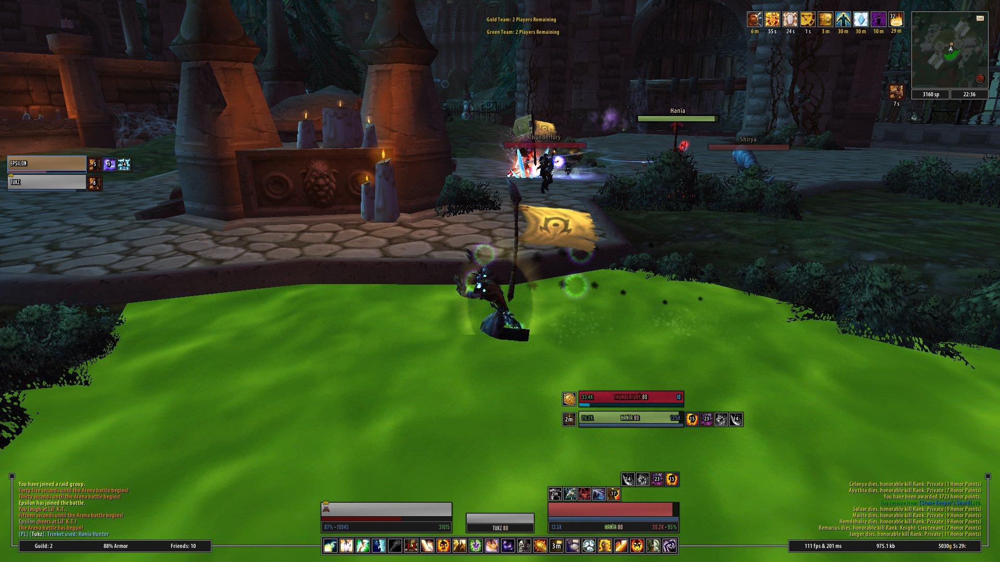 Gold Team: 2 Players Remaining
Green Team: 2 Players Remaining
32
6 m
55 s
24 s
1 s
3 m
30 m
30 m
10 m
29 m
3160 sp
22:36
7 s
Hanïa
Thunderfury
Shirya
EPSILON
5
9
14
TUKZ
8
33.4K
THUNDERFURY 80
10
2m
26.2K
HANÏA 80
13.5K
15
23
14
14
23
15
2m
17
87% - 19945
31015
TUKZ 80
13.5K
HANÏA 80
26.2K - 95%
3m
You have joined a raid group.
Forty five seconds until the Arena battle begins!
Thirty seconds until the Arena battle begins!
Epsilon has joined the battle.
You laugh at Lil' K.T..
Fifteen seconds until the Arena battle begins!
Epsilon cheers at Lil' K.T.!
The Arena battle has begun!
[PL] [Tukz]: Trinket used: Hanïa Hunter
Guild: 2
88% Armor
Friends: 10
Celønya dies, honorable kill Rank: Private (1 Honor Points)
Ayuthia dies, honorable kill Rank: Private (7 Honor Points)
You have been awarded 3723 honor points.
You receive item: [Stone Keeper's Shard]x10.
Sølaar dies, honorable kill Rank: Private (9 Honor Points)
Maiite dies, honorable kill Rank: Private (9 Honor Points)
Hemdéhaire dies, honorable kill Rank: Private (9 Honor Points)
Remarius dies, honorable kill Rank: Knight-Lieutenant (7 Honor Points)
Jaeger dies, honorable kill Rank: Private (11 Honor Points)
111 fps & 201 ms
975.1 kb
5030g 5s 29c